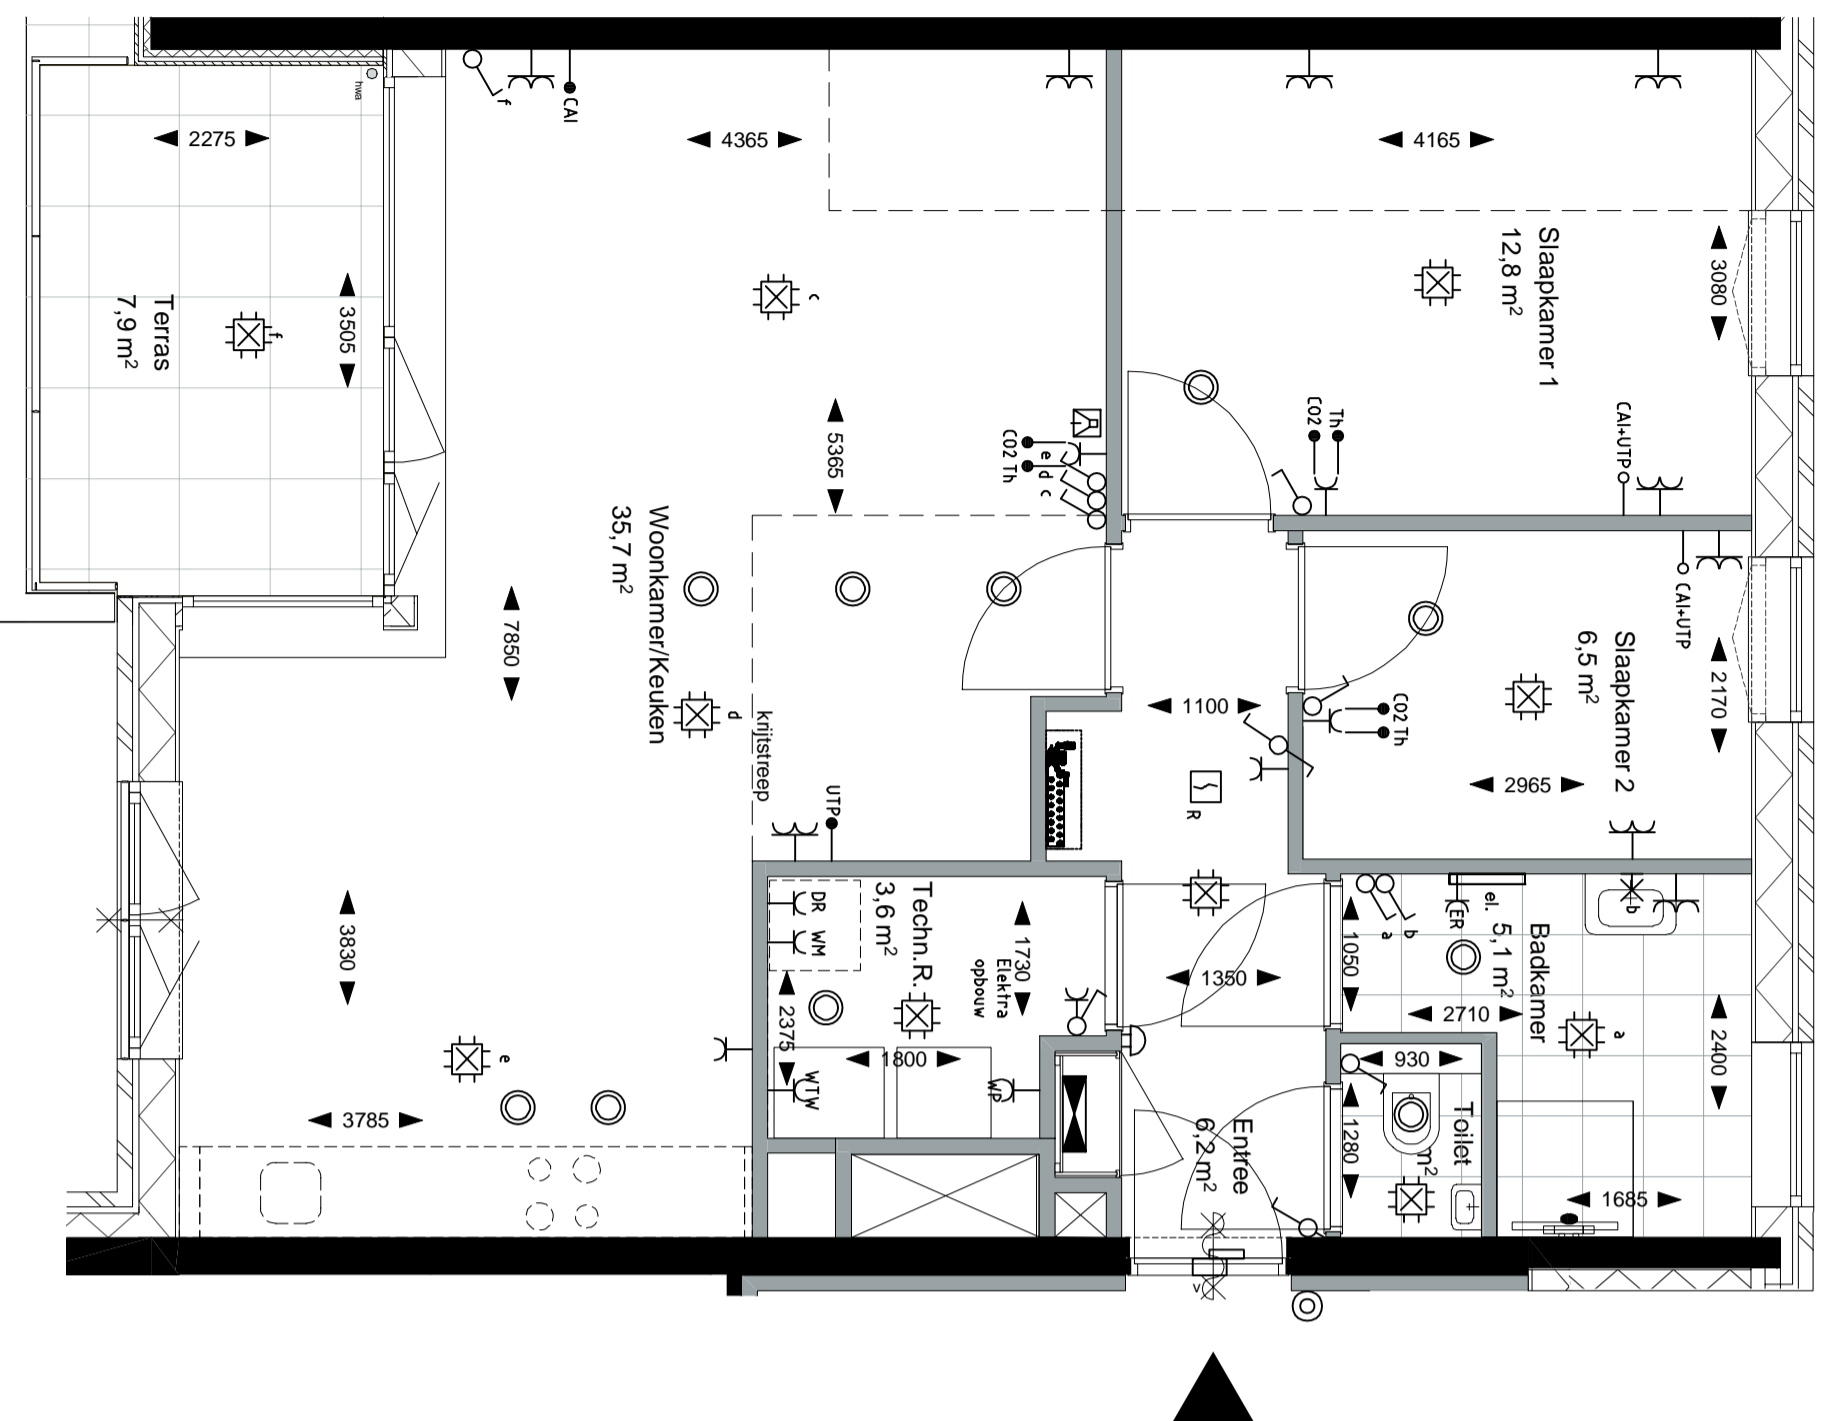 hwa
f
CAI
2275
4365
4165
Slaapkamer 1
12,8 m²
3080
c
f
Terras
7,9 m²
3505
5365
CO2 Th
e d c
CO2 Th
CAI+UTP
Woonkamer/Keuken
35,7 m²
7850
d
krijtstreep
UTP
1100
R
CO2 Th
CAI+UTP
Slaapkamer 2
6,5 m²
2170
2965
3830
DR
WM
Techn.R.
3,6 m²
1730
Elektra
opbouw
2375
1800
WTW
WP
1350
1050
a
b
ER
el.
b
Badkamer
5,1 m²
2710
a
2400
e
3785
930
Toilet
m²
1280
Entree
6,2 m²
1685
v